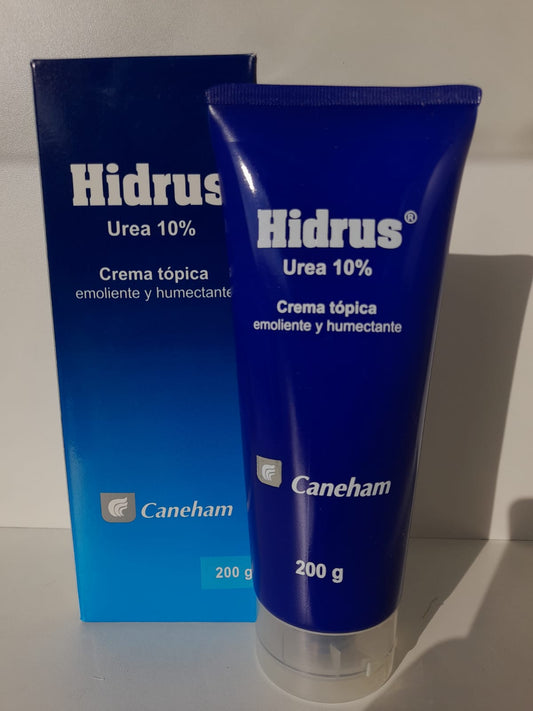 Hidrus
Urea 10%
Crema tópica
emoliente y humectante
Caneham
200 g
Hidrus®
Urea 10%
Crema tópica
emoliente y humectante
Caneham
200 g